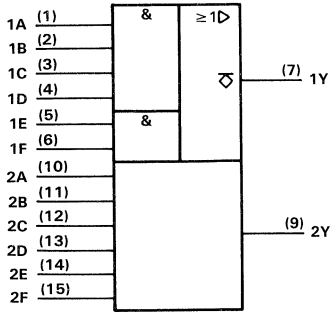 1A (1)
1B (2)
1C (3)
1D (4)
1E (5)
1F (6)
2A (10)
2B (11)
2C (12)
2D (13)
2E (14)
2F (15)
&
&
≥1▷
(7) 1Y
(9) 2Y